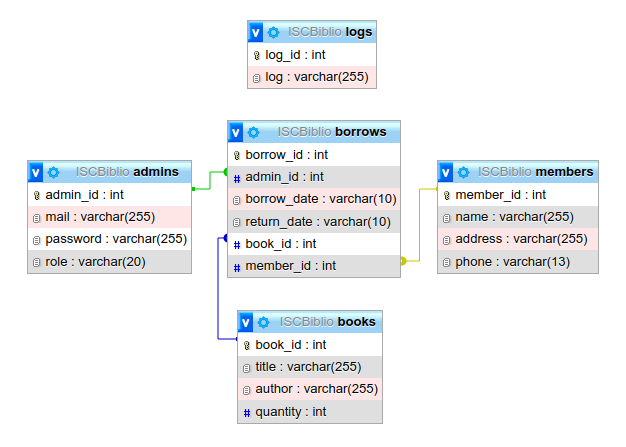 ISCBiblio logs
log_id : int
log : varchar(255)
ISCBiblio borrows
borrow_id : int
admin_id : int
borrow_date : varchar(10)
return_date : varchar(10)
book_id : int
member_id : int
ISCBiblio admins
admin_id : int
mail : varchar(255)
password : varchar(255)
role : varchar(20)
ISCBiblio members
member_id : int
name : varchar(255)
address : varchar(255)
phone : varchar(13)
ISCBiblio books
book_id : int
title : varchar(255)
author : varchar(255)
quantity : int